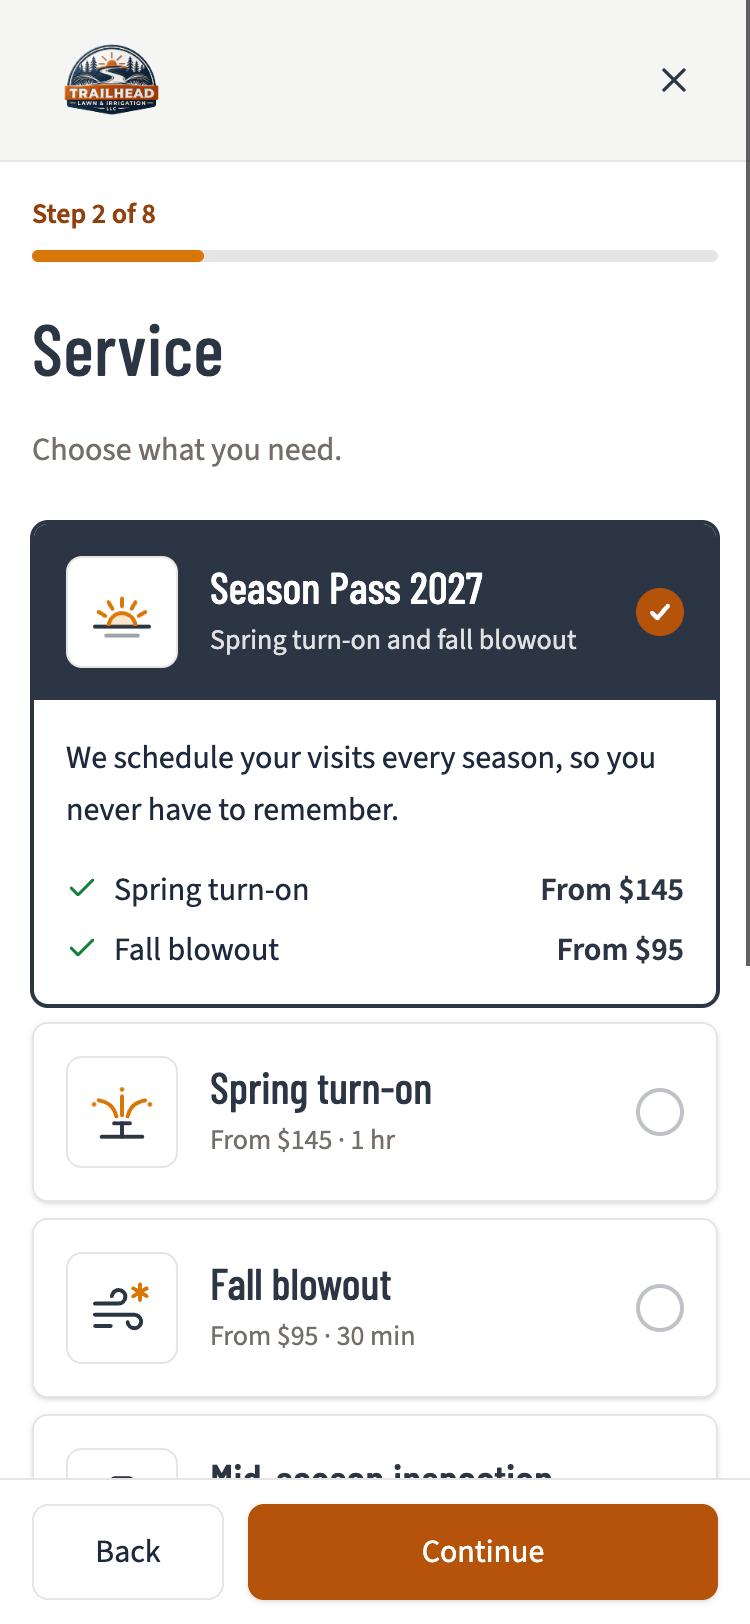 TRAILHEAD
LAWN & IRRIGATION
LLC
Step 2 of 8
Service
Choose what you need.
Season Pass 2027
Spring turn-on and fall blowout
We schedule your visits every season, so you
never have to remember.
Spring turn-on From $145
Fall blowout From $95
Spring turn-on
From $145 · 1 hr
Fall blowout
From $95 · 30 min
Mid-season inspection
Back Continue